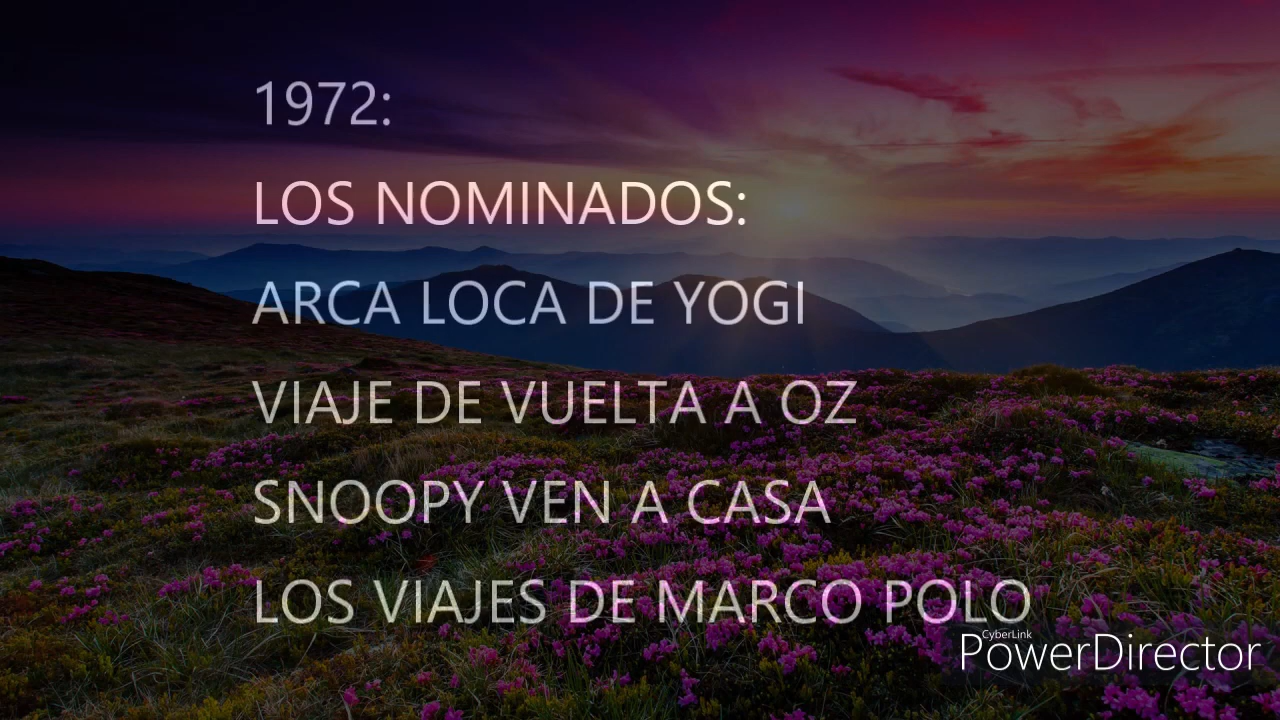 1972:
LOS NOMINADOS:
ARCA LOCA DE YOGI
VIAJE DE VUELTA A OZ
SNOOPY VEN A CASA
LOS VIAJES DE MARCO POLO
CyberLink
PowerDirector